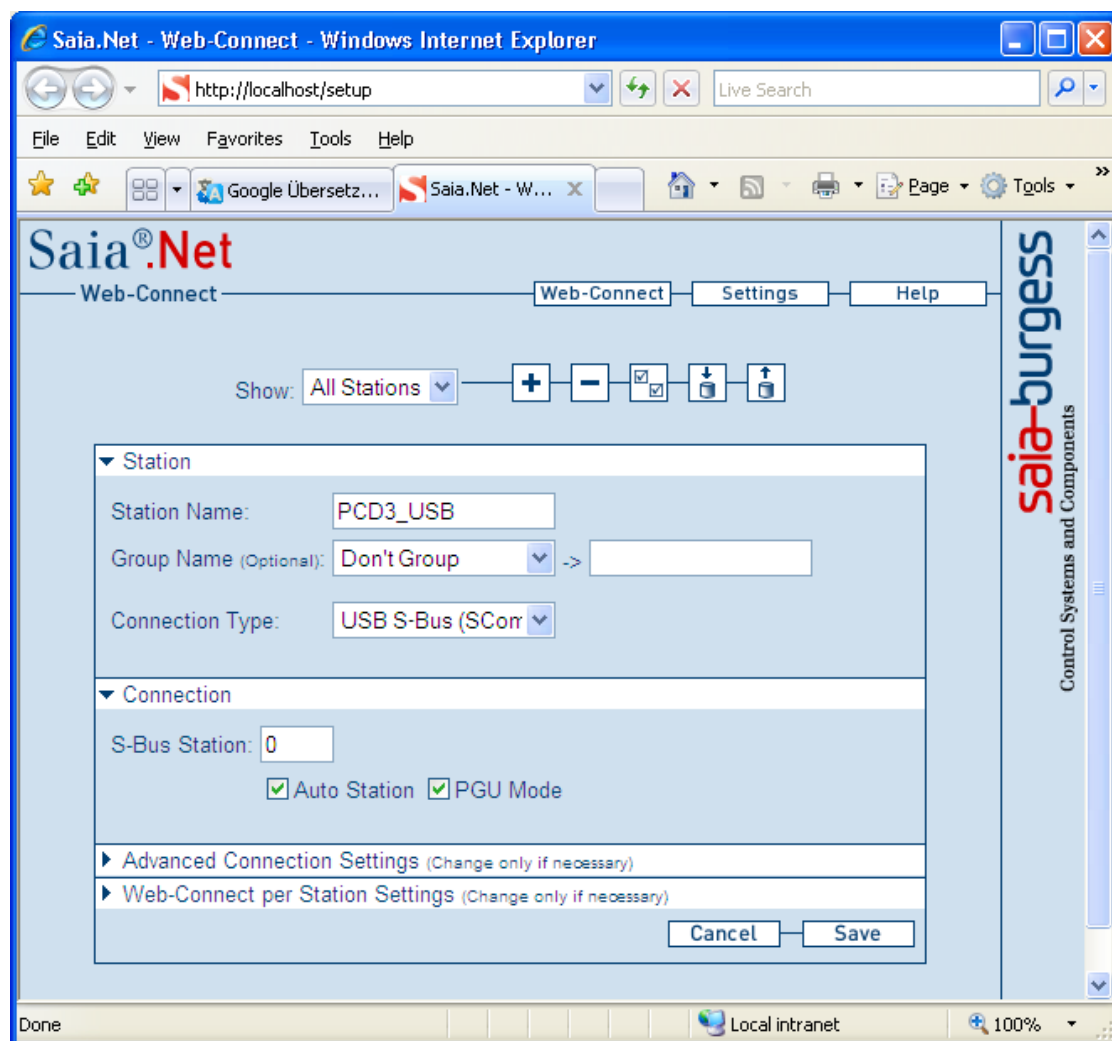 Saia.Net - Web-Connect - Windows Internet Explorer
http://localhost/setup
Live Search
File Edit View Favorites Tools Help
Google Übersetz... Saia.Net - W... Page Tools »
Saia®.Net
Web-Connect Web-Connect Settings Help
Show: All Stations + −
Station
Station Name: PCD3_USB
Group Name (Optional): Don't Group ->
Connection Type: USB S-Bus (SCom
Connection
S-Bus Station: 0
Auto Station PGU Mode
Advanced Connection Settings (Change only if necessary)
Web-Connect per Station Settings (Change only if necessary)
Cancel Save
saia-burgess
Control Systems and Components
Done Local intranet 100%